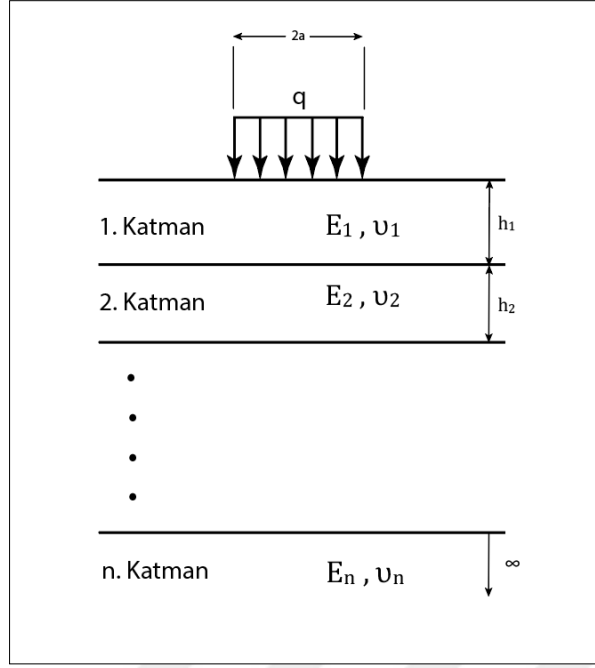 2a
q
1. Katman E₁ , υ₁ h₁
2. Katman E₂ , υ₂ h₂
n. Katman Eₙ , υₙ ∞